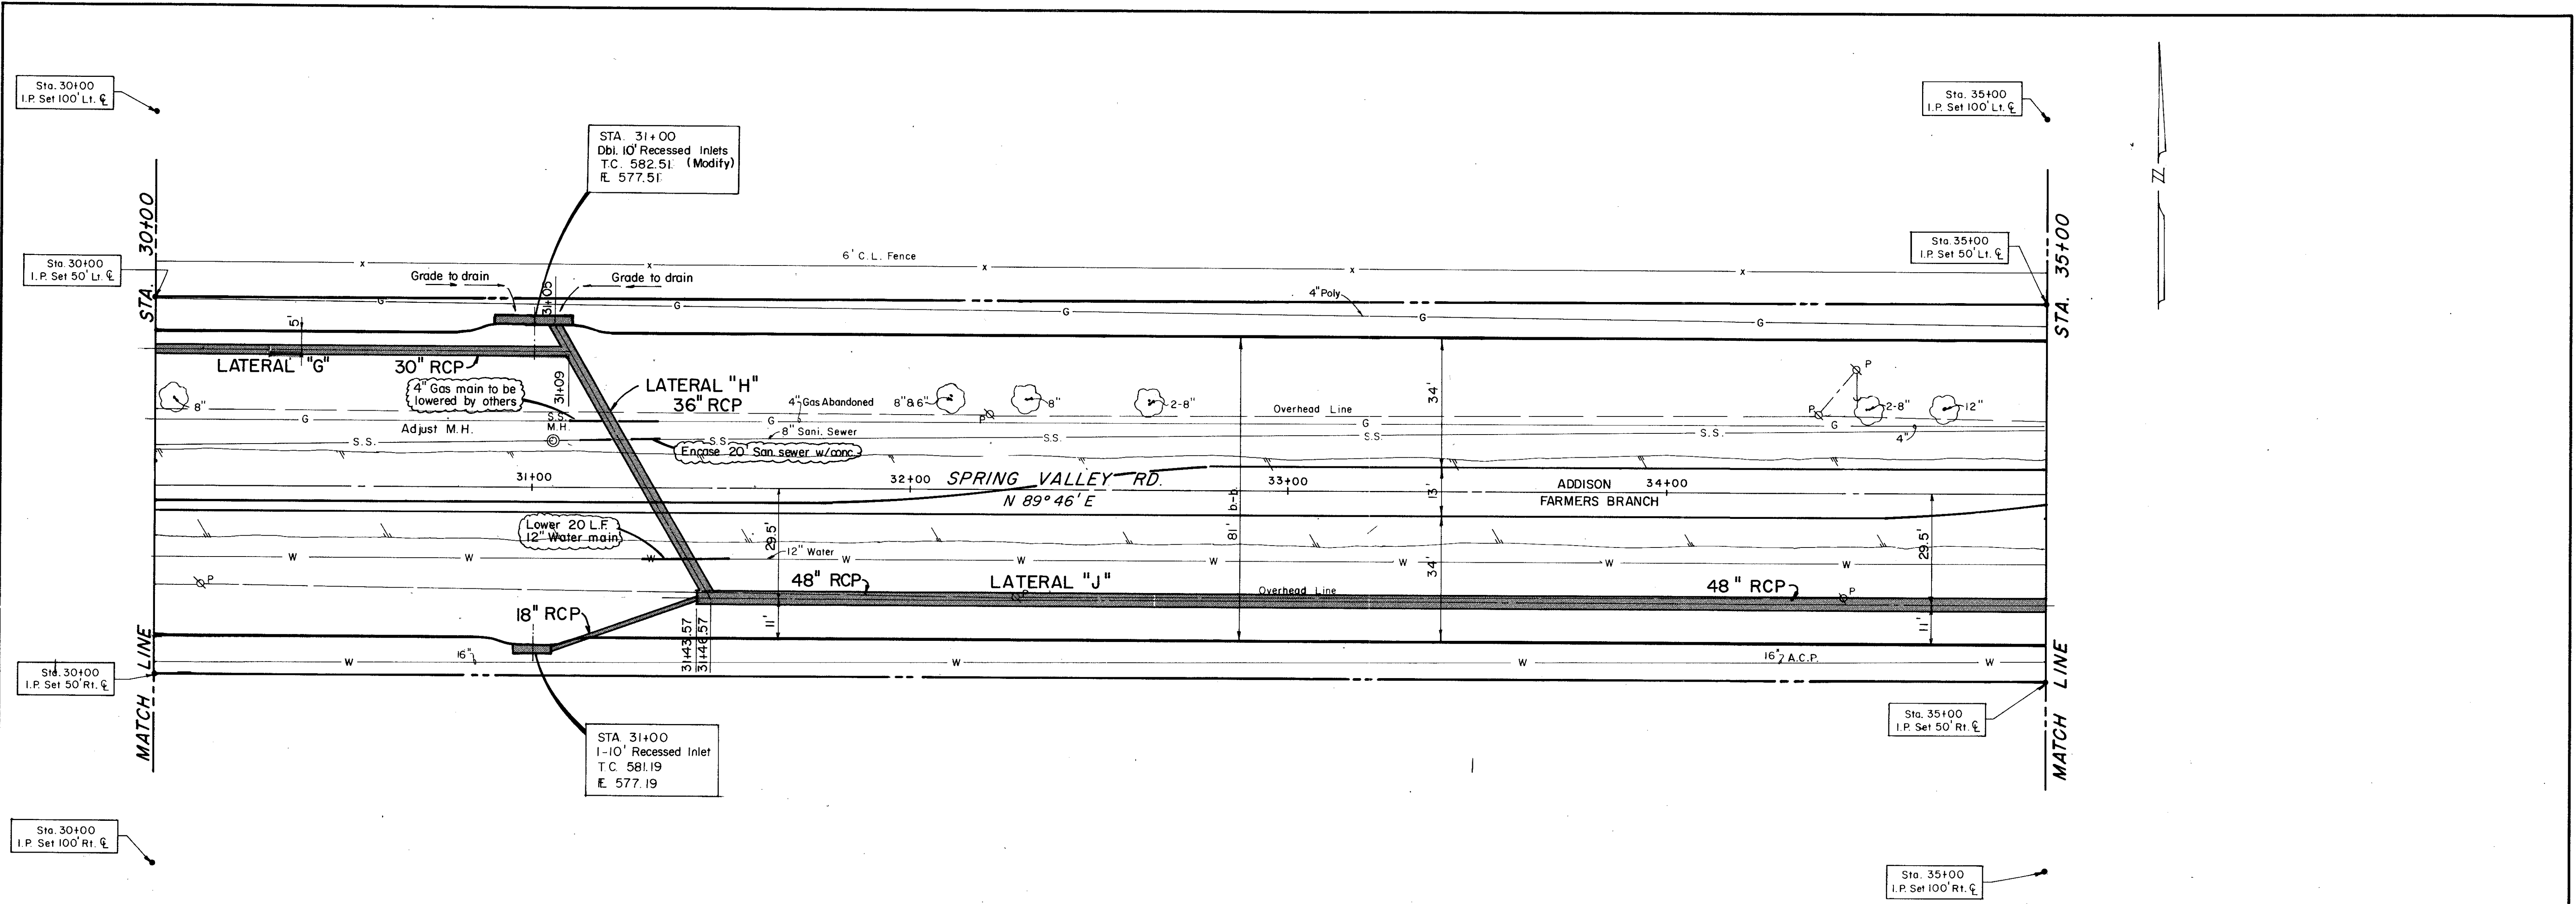 Sta. 30+00
I.P. Set 100' Lt. ℄
Sta. 35+00
I.P. Set 100' Lt. ℄
STA. 31+00
Dbl. 10' Recessed Inlets
T.C. 582.51 (Modify)
FL 577.51
N
STA. 30+00
STA. 35+00
Sta. 30+00
I.P. Set 50' Lt. ℄
Sta. 35+00
I.P. Set 50' Lt. ℄
6' C.L. Fence
x x x x x
Grade to drain
Grade to drain
31+05
4" Poly
G G G G G G
5'
LATERAL "G"
30" RCP
31+09
4" Gas main to be
lowered by others
LATERAL "H"
36" RCP
8"
4" Gas Abandoned
8" & 6"
8"
2-8"
Overhead Line
P
P
P
2-8"
12"
34'
G G G G
4"
S.S.
Adjust M.H.
S.S.
M.H.
S.S.
8" Sani. Sewer
S.S. S.S. S.S.
Encase 20' San. sewer w/conc.
31+00
32+00
SPRING VALLEY RD.
N 89° 46' E
33+00
ADDISON
FARMERS BRANCH
34+00
13'
81' b-b
29.5'
29.5'
34'
Lower 20 L.F.
12" Water main
W W W
12" Water
W W W W W W
P
48" RCP
LATERAL "J"
P
Overhead Line
48" RCP
P
18" RCP
11'
11'
31+43.57
31+46.57
16"
W W W W
16" A.C.P.
MATCH LINE
MATCH LINE
Sta. 30+00
I.P. Set 50' Rt. ℄
Sta. 35+00
I.P. Set 50' Rt. ℄
STA. 31+00
1-10' Recessed Inlet
T.C. 581.19
FL 577.19
Sta. 30+00
I.P. Set 100' Rt. ℄
Sta. 35+00
I.P. Set 100' Rt. ℄